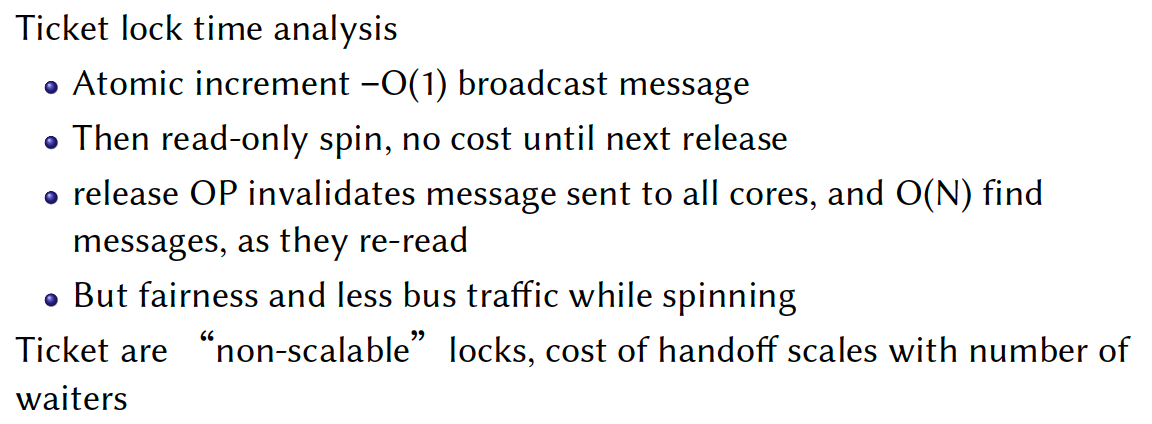 Ticket lock time analysis
Atomic increment –O(1) broadcast message
Then read-only spin, no cost until next release
release OP invalidates message sent to all cores, and O(N) find
messages, as they re-read
But fairness and less bus traffic while spinning
Ticket are “non-scalable” locks, cost of handoff scales with number of
waiters